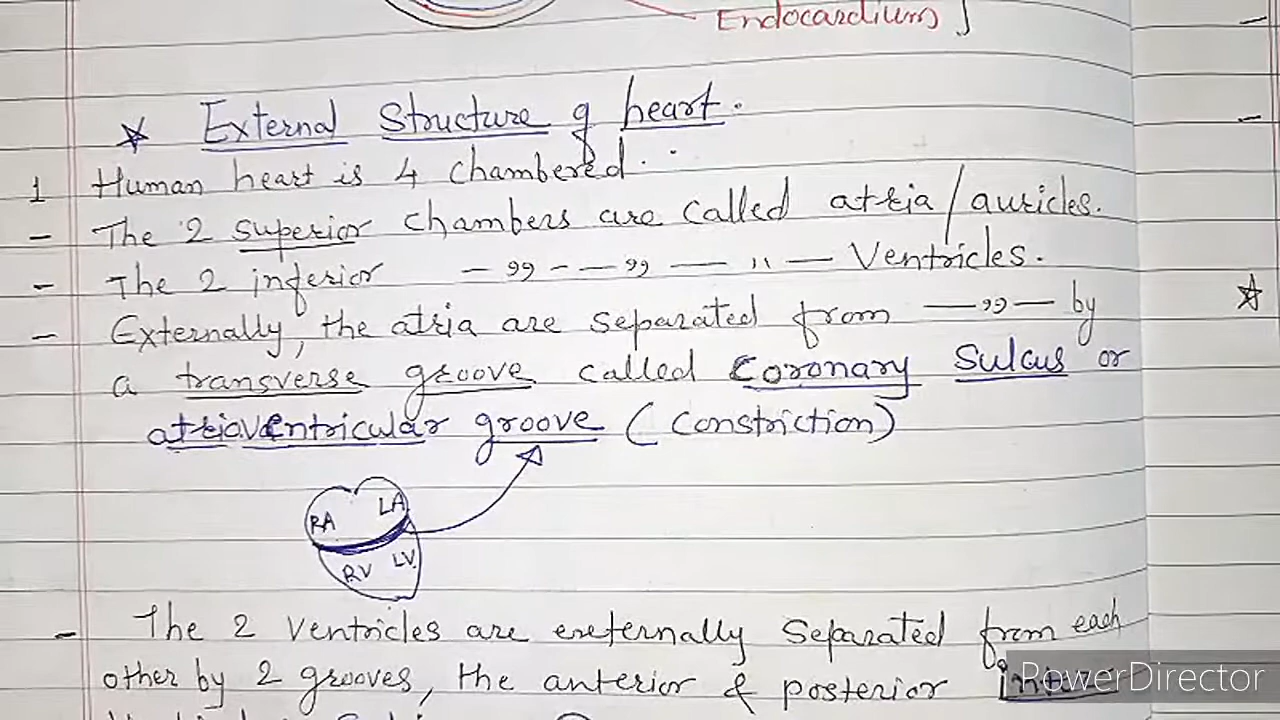 Endocardium]
* External Structure of heart.
1 Human heart is 4 chambered.
- The 2 superior chambers are called atria/auricles.
- The 2 inferior — ,, - — ,, — ,, — Ventricles.
- Externally, the atria are separated from — ,, — by
a transverse groove called Coronary Sulcus or
atrioventricular groove (constriction)
RA LA
RV LV
- The 2 ventricles are externally separated from each
other by 2 grooves, the anterior & posterior
PowerDirector